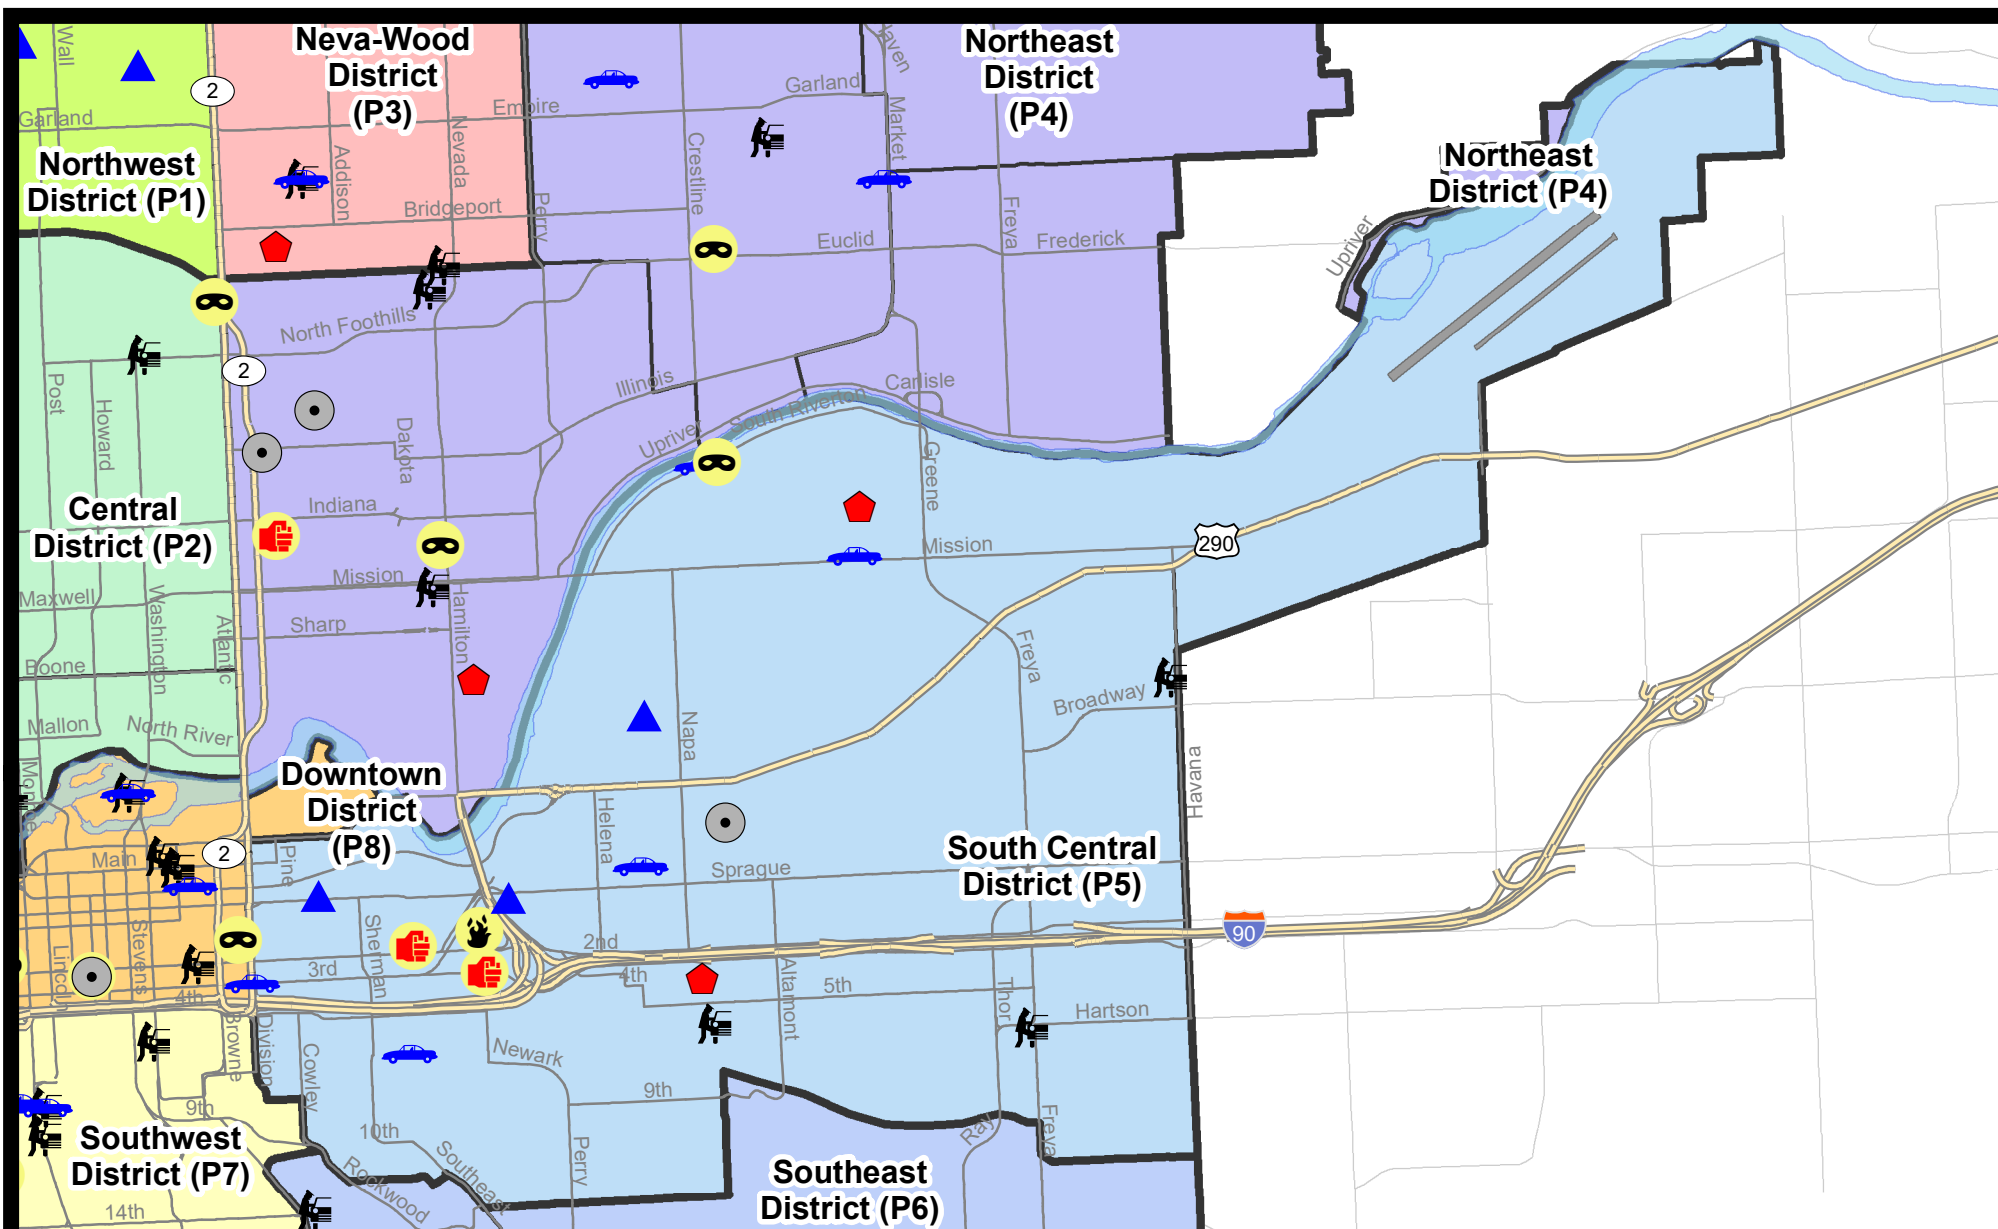 Wall
Neva-Wood
District
(P3)
Northeast
District
(P4)
Haven
2
Garland
Empire
Garland
Market
Nevada
Addison
Crestline
Northwest
District (P1)
Northeast
District (P4)
Bridgeport
Perry
Freya
Euclid
Frederick
Upriver
North Foothills
2
Post
Howard
Illinois
Carlisle
South Riverton
Upriver
Dakota
Greene
Central
District (P2)
Indiana
Mission
290
Mission
Maxwell
Washington
Atlantic
Hamilton
Sharp
Freya
Boone
Broadway
Mallon
North River
Napa
Havana
Downtown
District
(P8)
Helena
Main
2
Pine
Sprague
South Central
District (P5)
Lincoln
Stevens
Sherman
2nd
90
3rd
4th
4th
5th
Altamont
Thor
Hartson
Browne
Division
Cowley
Newark
9th
9th
Southwest
District (P7)
10th
Southeast
Perry
Ray
Freya
Rockwood
Southeast
District (P6)
14th